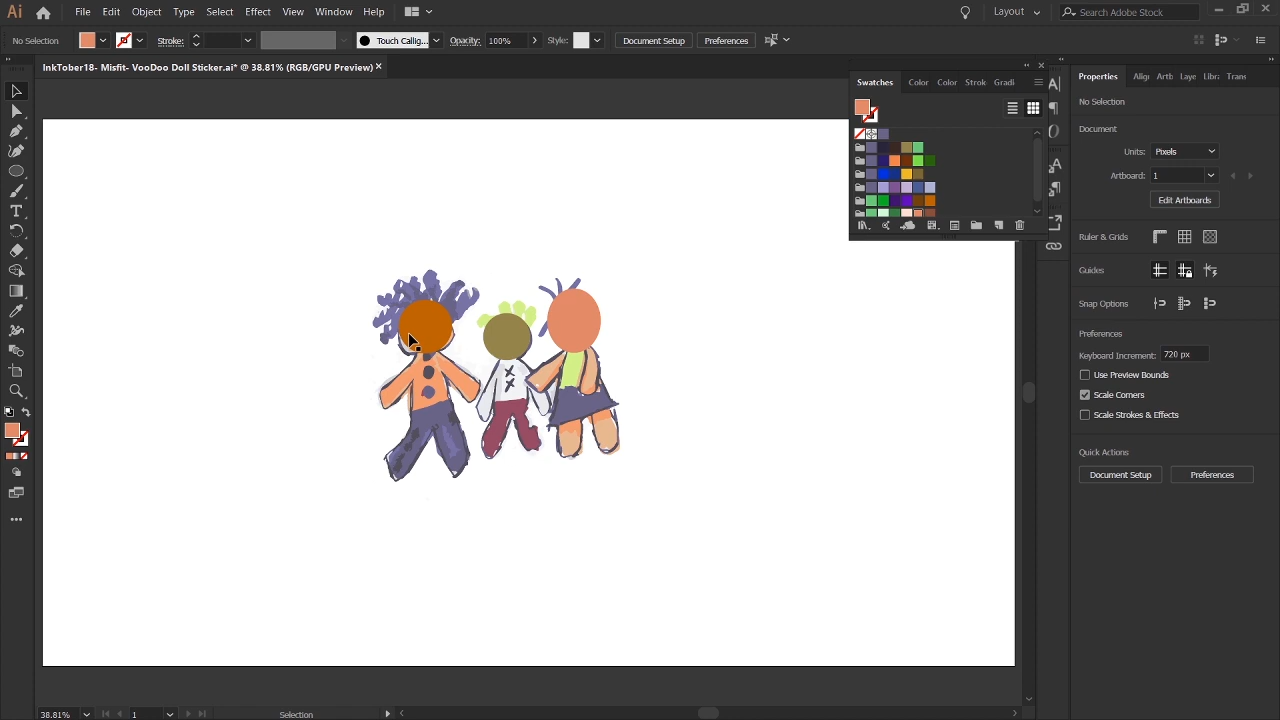 Ai File Edit Object Type Select Effect View Window Help Layout Search Adobe Stock
No Selection Stroke: Touch Callig... Opacity: 100% Style: Document Setup Preferences
InkTober18- Misfit- VooDoo Doll Sticker.ai* @ 38.81% (RGB/GPU Preview) ×
Swatches Color Color Strok Gradi
Properties Aligi Artb Laye Libra Trans
No Selection
Document
Units: Pixels
Artboard: 1
Edit Artboards
Ruler & Grids
Guides
Snap Options
Preferences
Keyboard Increment: 720 px
Use Preview Bounds
Scale Corners
Scale Strokes & Effects
Quick Actions
Document Setup Preferences
38.81% 1 Selection